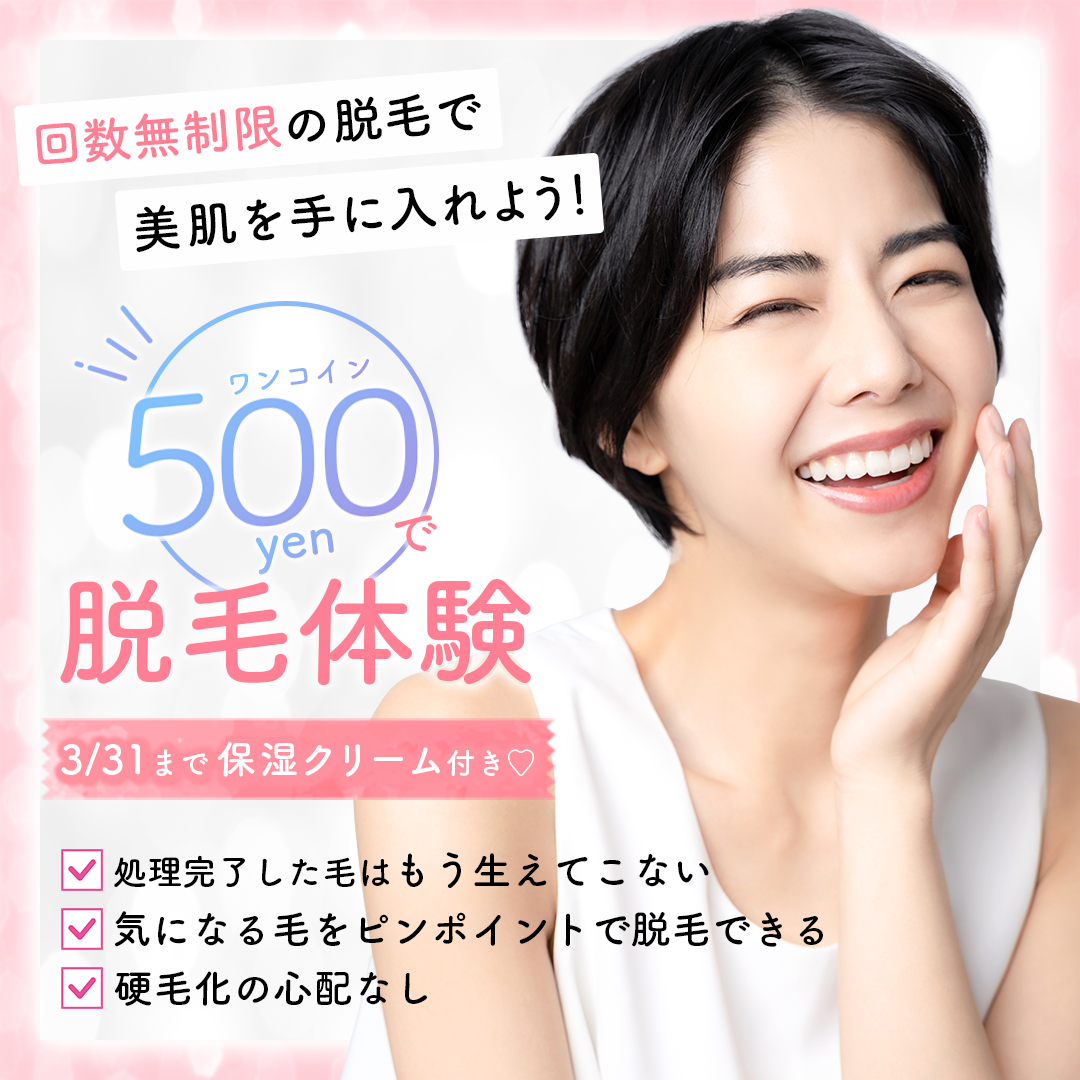 回数無制限の脱毛で
美肌を手に入れよう!
ワンコイン
500
yenで
脱毛体験
3/31まで保湿クリーム付き♡
処理完了した毛はもう生えてこない
気になる毛をピンポイントで脱毛できる
硬毛化の心配なし